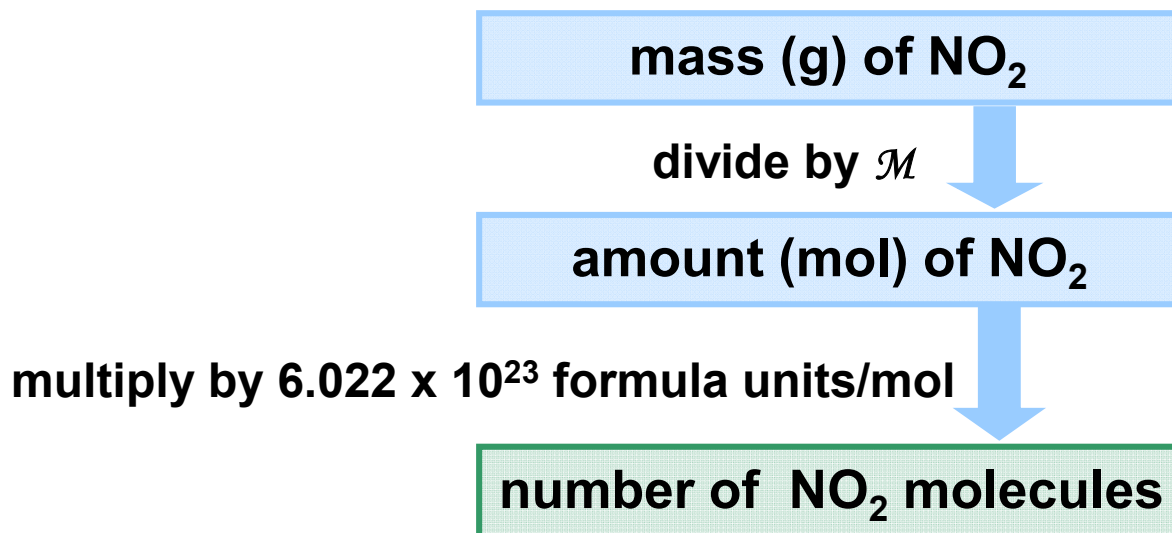 mass (g) of NO₂
divide by ℳ
amount (mol) of NO₂
multiply by 6.022 x 10²³ formula units/mol
number of NO₂ molecules